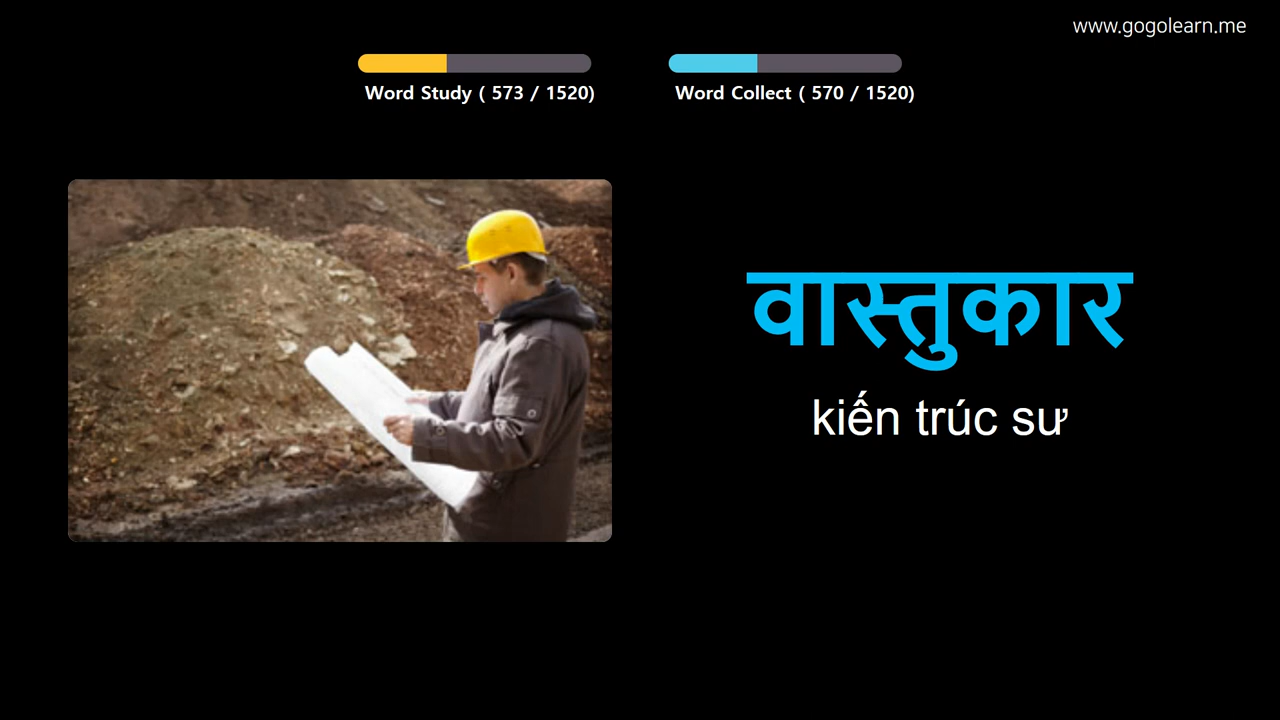 www.gogolearn.me
Word Study ( 573 / 1520)
Word Collect ( 570 / 1520)
वास्तुकार
kiến trúc sư